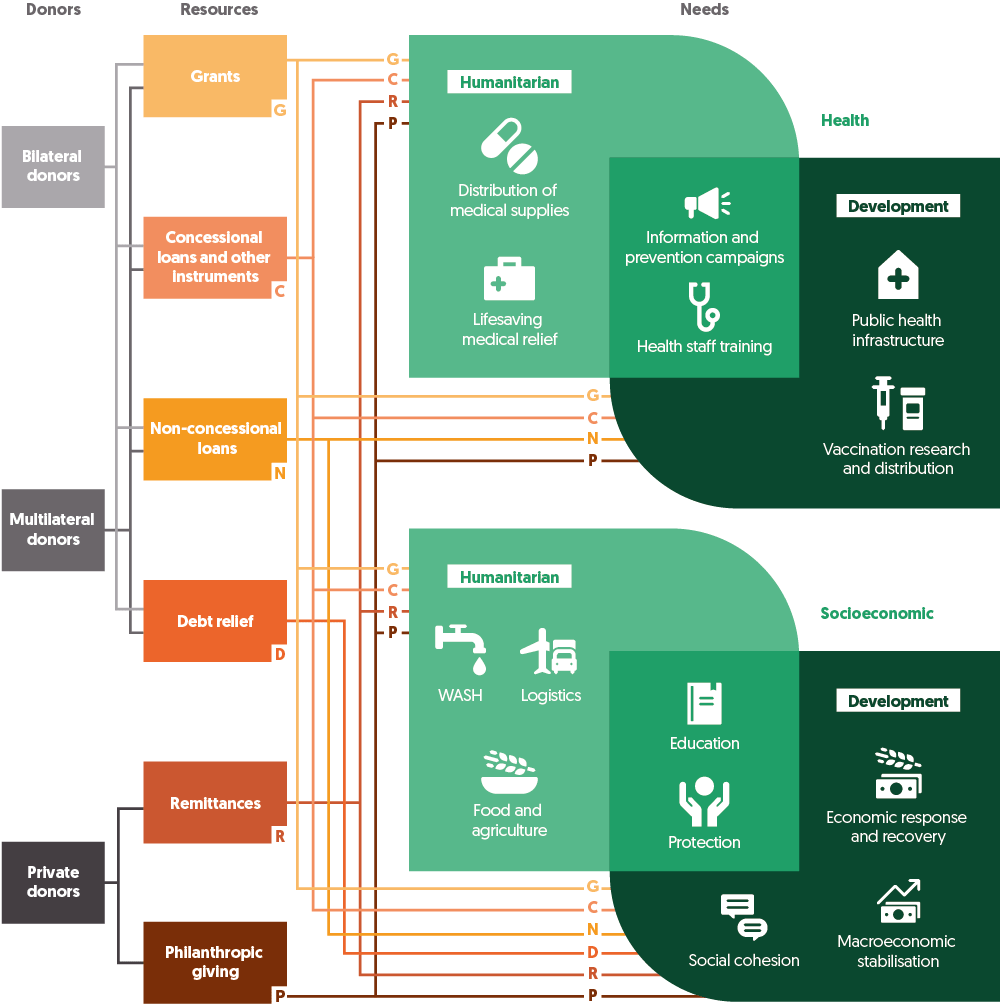 Donors
Resources
Needs
Grants
G
Bilateral
donors
Concessional
loans and other
instruments
C
Non-concessional
loans
N
Multilateral
donors
Debt relief
D
Remittances
R
Private
donors
Philanthropic
giving
P
G
C
R
P
Humanitarian
Distribution of
medical supplies
Lifesaving
medical relief
Information and
prevention campaigns
Health staff training
Health
Development
Public health
infrastructure
Vaccination research
and distribution
G
C
N
P
G
C
R
P
Humanitarian
WASH
Logistics
Food and
agriculture
Education
Protection
Socioeconomic
Development
Economic response
and recovery
Social cohesion
Macroeconomic
stabilisation
G
C
N
D
R
P